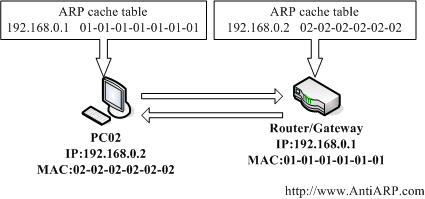 ARP cache table
192.168.0.1 01-01-01-01-01-01-01
ARP cache table
192.168.0.2 02-02-02-02-02-02
PC02
IP:192.168.0.2
MAC:02-02-02-02-02-02
Router/Gateway
IP:192.168.0.1
MAC:01-01-01-01-01-01
http://www.AntiARP.com